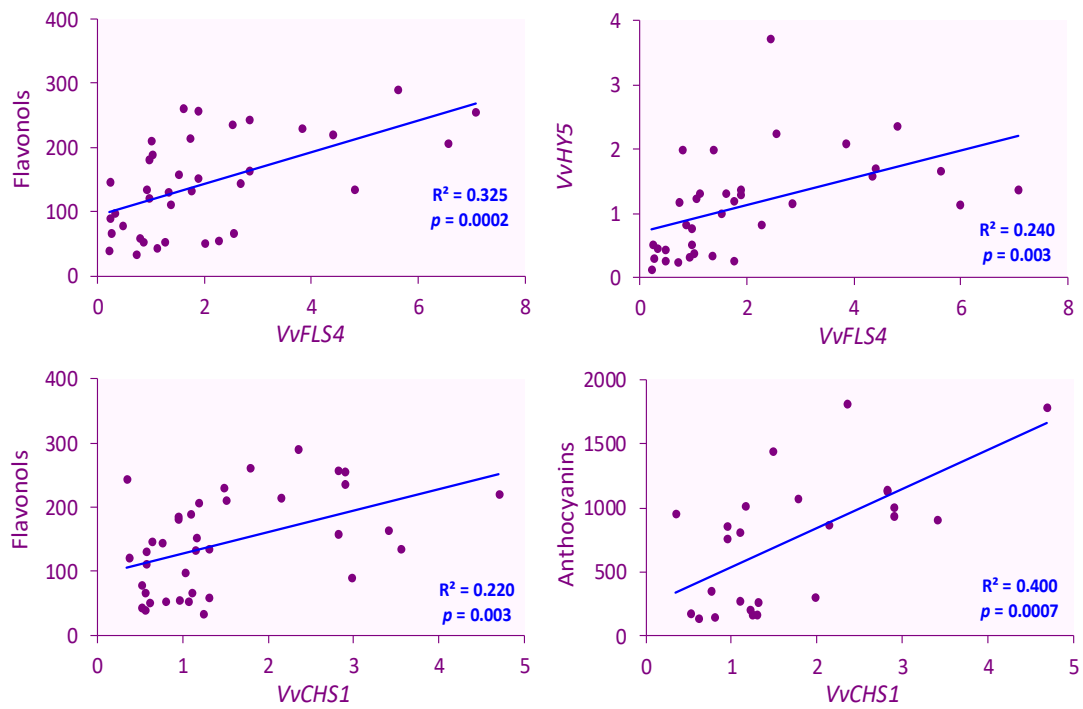 400
300
200
100
0
Flavonols
R² = 0.325
p = 0.0002
0 2 4 6 8
VvFLS4
4
3
2
1
0
VvHY5
R² = 0.240
p = 0.003
0 2 4 6 8
VvFLS4
400
300
200
100
0
Flavonols
R² = 0.220
p = 0.003
0 1 2 3 4 5
VvCHS1
2000
1500
1000
500
0
Anthocyanins
R² = 0.400
p = 0.0007
0 1 2 3 4 5
VvCHS1